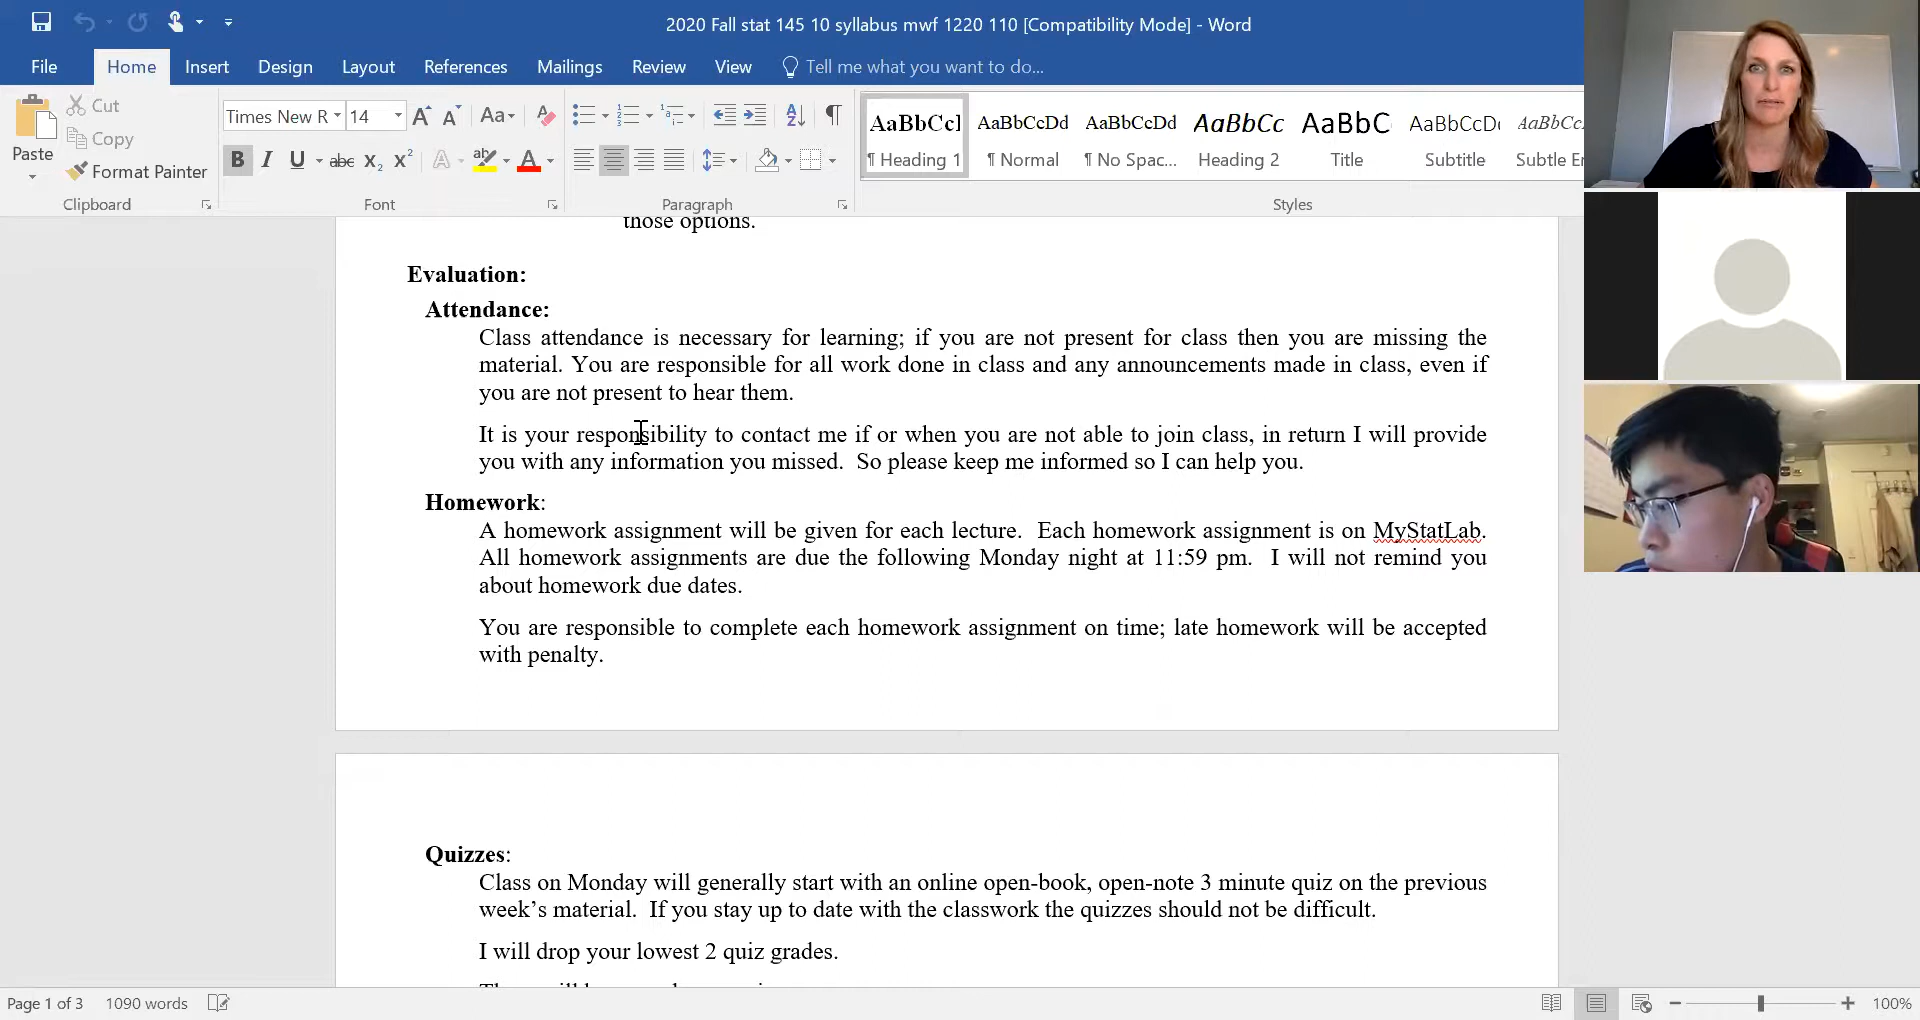 2020 Fall stat 145 10 syllabus mwf 1220 110 [Compatibility Mode] - Word
File Home Insert Design Layout References Mailings Review View Tell me what you want to do...
Paste
Cut
Copy
Format Painter
Clipboard
Times New R 14
Font
Paragraph
AaBbCcI AaBbCcDd AaBbCcDd AaBbCc AaBbC AaBbCcD AaBbCc
¶ Heading 1 ¶ Normal ¶ No Spac... Heading 2 Title Subtitle Subtle
Styles
those options.
Evaluation:
Attendance:
Class attendance is necessary for learning; if you are not present for class then you are missing the
material. You are responsible for all work done in class and any announcements made in class, even if
you are not present to hear them.
It is your responsibility to contact me if or when you are not able to join class, in return I will provide
you with any information you missed. So please keep me informed so I can help you.
Homework:
A homework assignment will be given for each lecture. Each homework assignment is on MyStatLab.
All homework assignments are due the following Monday night at 11:59 pm. I will not remind you
about homework due dates.
You are responsible to complete each homework assignment on time; late homework will be accepted
with penalty.
Quizzes:
Class on Monday will generally start with an online open-book, open-note 3 minute quiz on the previous
week's material. If you stay up to date with the classwork the quizzes should not be difficult.
I will drop your lowest 2 quiz grades.
Page 1 of 3 1090 words 100%